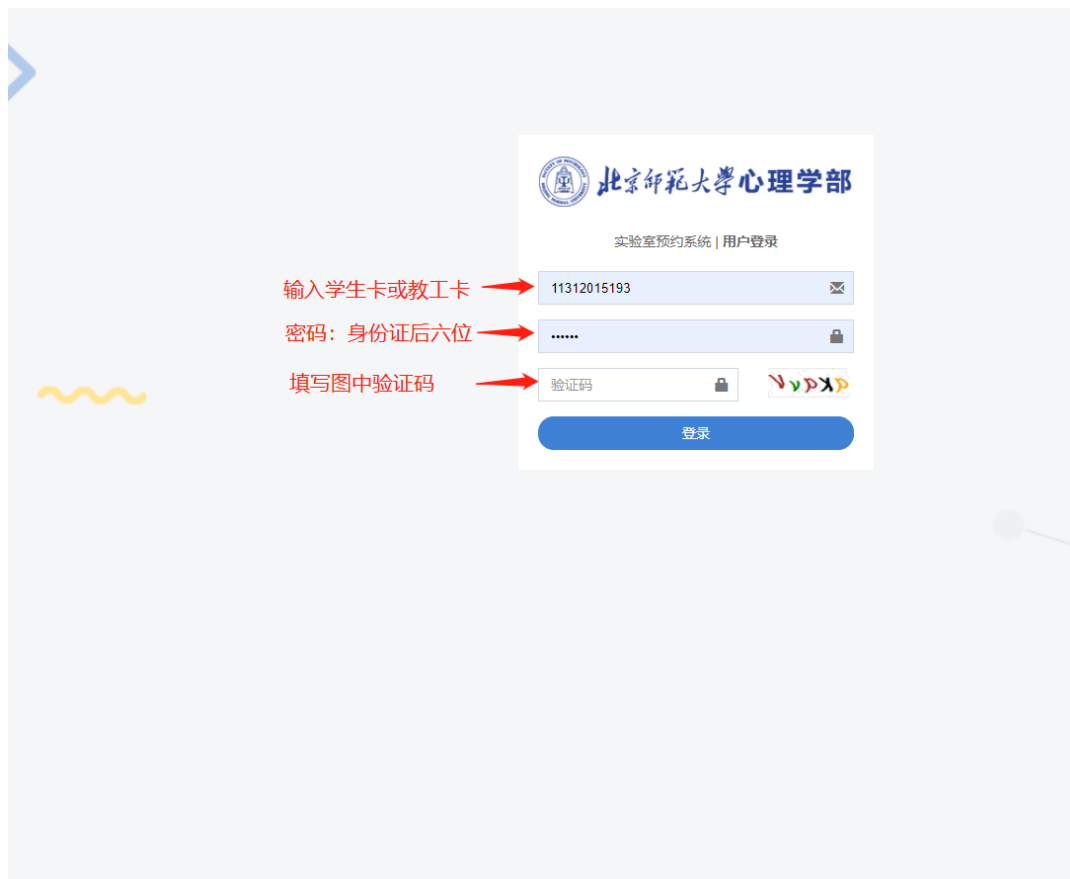 北京师范大学心理学部
实验室预约系统 | 用户登录
输入学生卡或教工卡
11312015193
密码：身份证后六位
••••••
填写图中验证码
验证码
登录